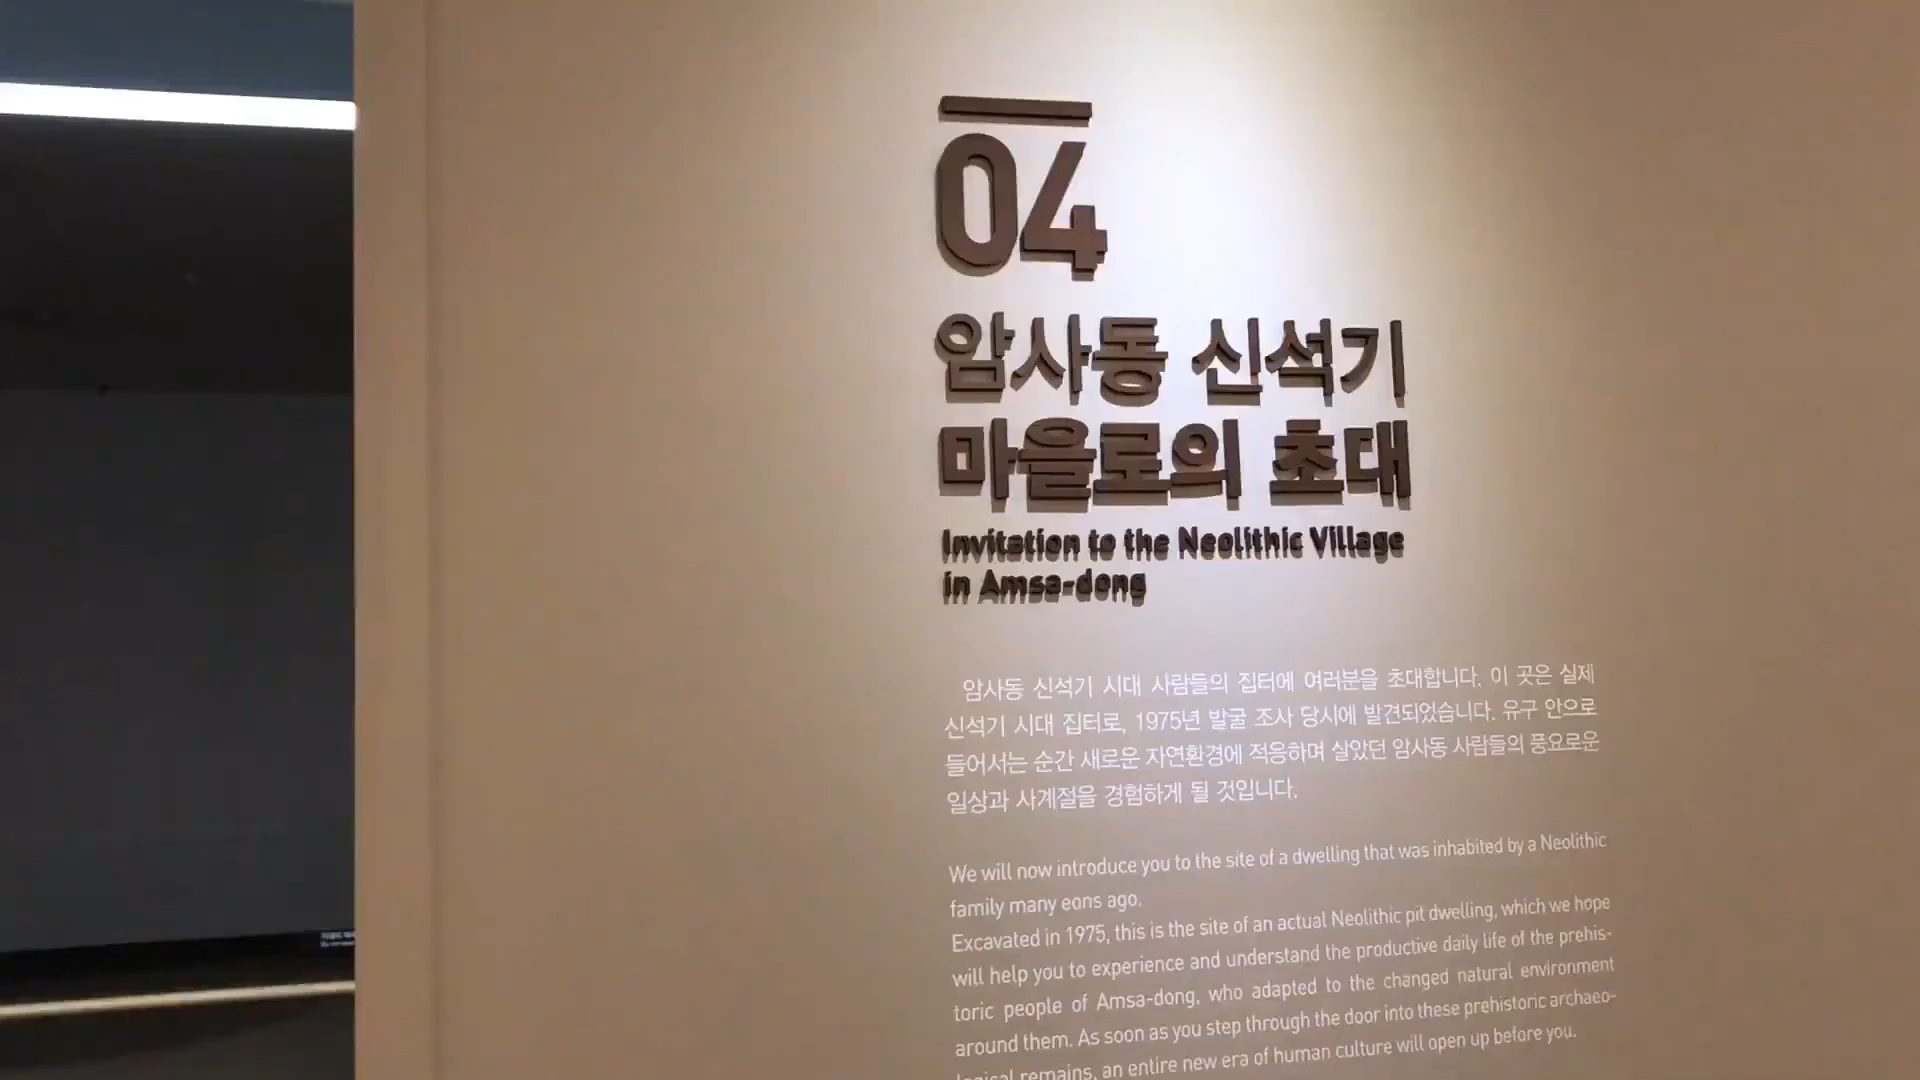 04
암사동 신석기
마을로의 초대
Invitation to the Neolithic Village
in Amsa-dong
암사동 신석기 시대 사람들의 집터에 여러분을 초대합니다. 이 곳은 실제
신석기 시대 집터로, 1975년 발굴 조사 당시에 발견되었습니다. 유구 안으로
들어서는 순간 새로운 자연환경에 적응하며 살았던 암사동 사람들의 풍요로운
일상과 사계절을 경험하게 될 것입니다.
We will now introduce you to the site of a dwelling that was inhabited by a Neolithic
family many eons ago.
Excavated in 1975, this is the site of an actual Neolithic pit dwelling, which we hope
will help you to experience and understand the productive daily life of the prehis-
toric people of Amsa-dong, who adapted to the changed natural environment
around them. As soon as you step through the door into these prehistoric archaeo-
logical remains, an entire new era of human culture will open up before you.